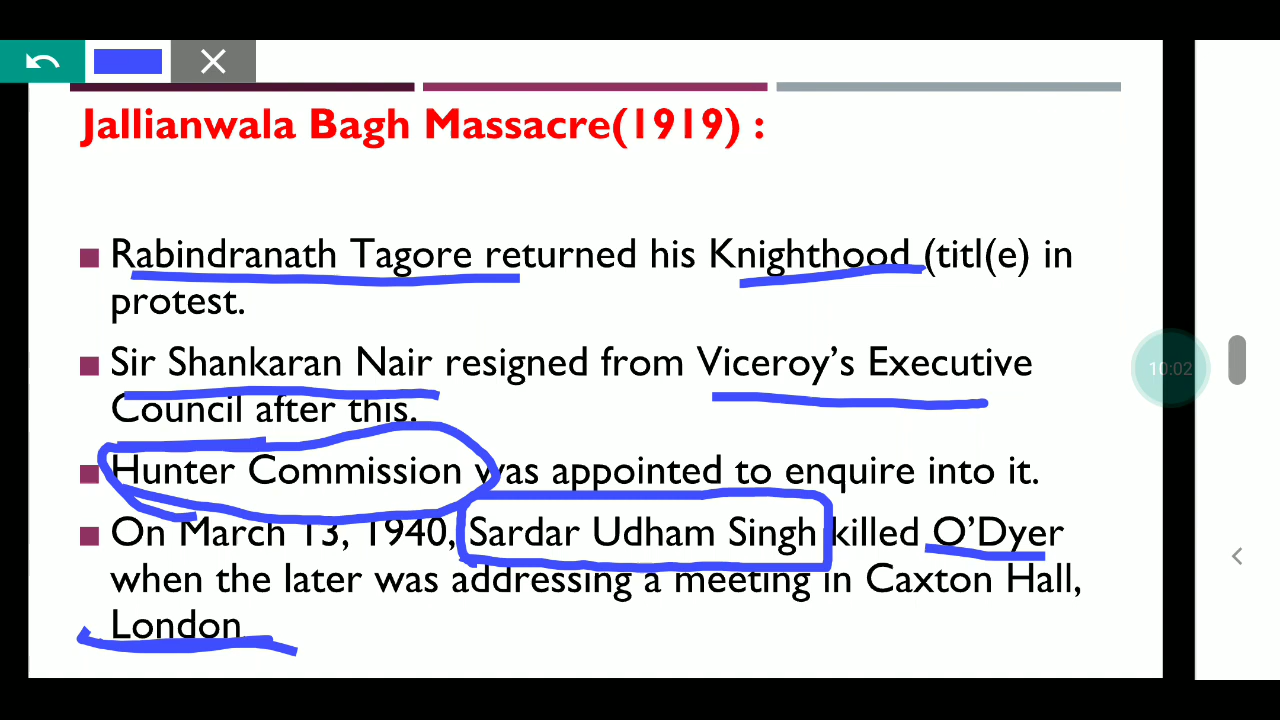 Jallianwala Bagh Massacre(1919) :
Rabindranath Tagore returned his Knighthood (titl(e) in
protest.
Sir Shankaran Nair resigned from Viceroy's Executive
Council after this.
Hunter Commission was appointed to enquire into it.
On March 13, 1940, Sardar Udham Singh killed O'Dyer
when the later was addressing a meeting in Caxton Hall,
London
10:02